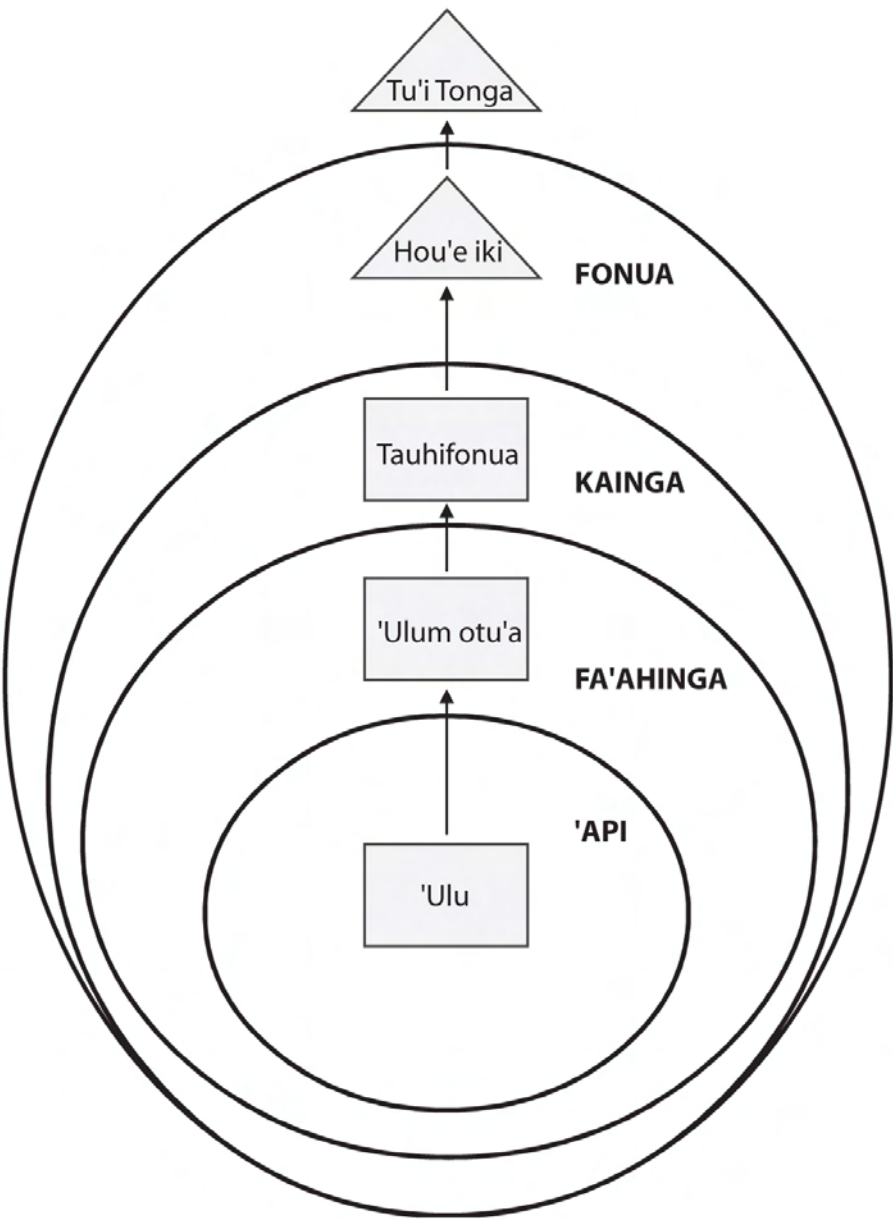 Tu'i Tonga
Hou'e iki
FONUA
Tauhifonua
KAINGA
'Ulum otu'a
FA'AHINGA
'API
'Ulu